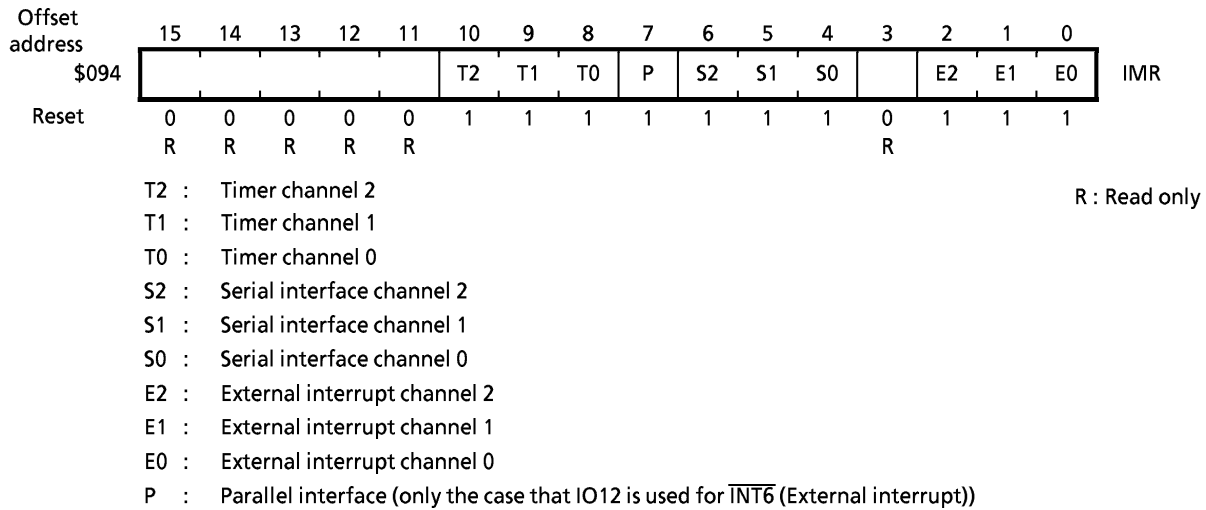 Offset
address 15 14 13 12 11 10 9 8 7 6 5 4 3 2 1 0
$094 T2 T1 T0 P S2 S1 S0 E2 E1 E0 IMR
Reset 0 0 0 0 0 1 1 1 1 1 1 1 0 1 1 1
R R R R R R
T2 : Timer channel 2
R : Read only
T1 : Timer channel 1
T0 : Timer channel 0
S2 : Serial interface channel 2
S1 : Serial interface channel 1
S0 : Serial interface channel 0
E2 : External interrupt channel 2
E1 : External interrupt channel 1
E0 : External interrupt channel 0
P : Parallel interface (only the case that IO12 is used for I̅N̅T̅6̅ (External interrupt))